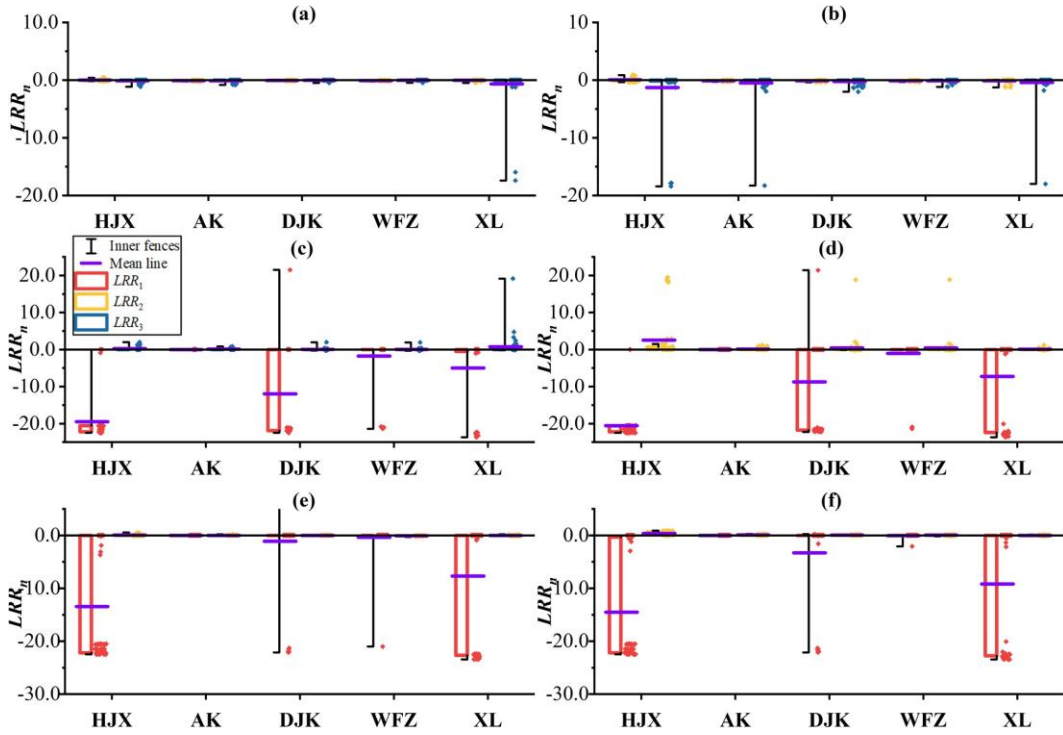 (a)
10.0
0.0
-10.0
-20.0
LRRn
HJX AK DJK WFZ XL
(b)
10.0
0.0
-10.0
-20
LRRn
HJX AK DJK WFZ XL
(c)
20.0
10.0
0.0
-10.0
-20.0
LRRn
Inner fences
Mean line
LRR1
LRR2
LRR3
HJX AK DJK WFZ XL
(d)
20.0
10.0
0.0
-10.0
-20.0
LRRn
HJX AK DJK WFZ XL
(e)
0.0
-10.0
-20.0
-30.0
LRRn
HJX AK DJK WFZ XL
(f)
0.0
-10.0
-20.0
-30.0
LRRn
HJX AK DJK WFZ XL